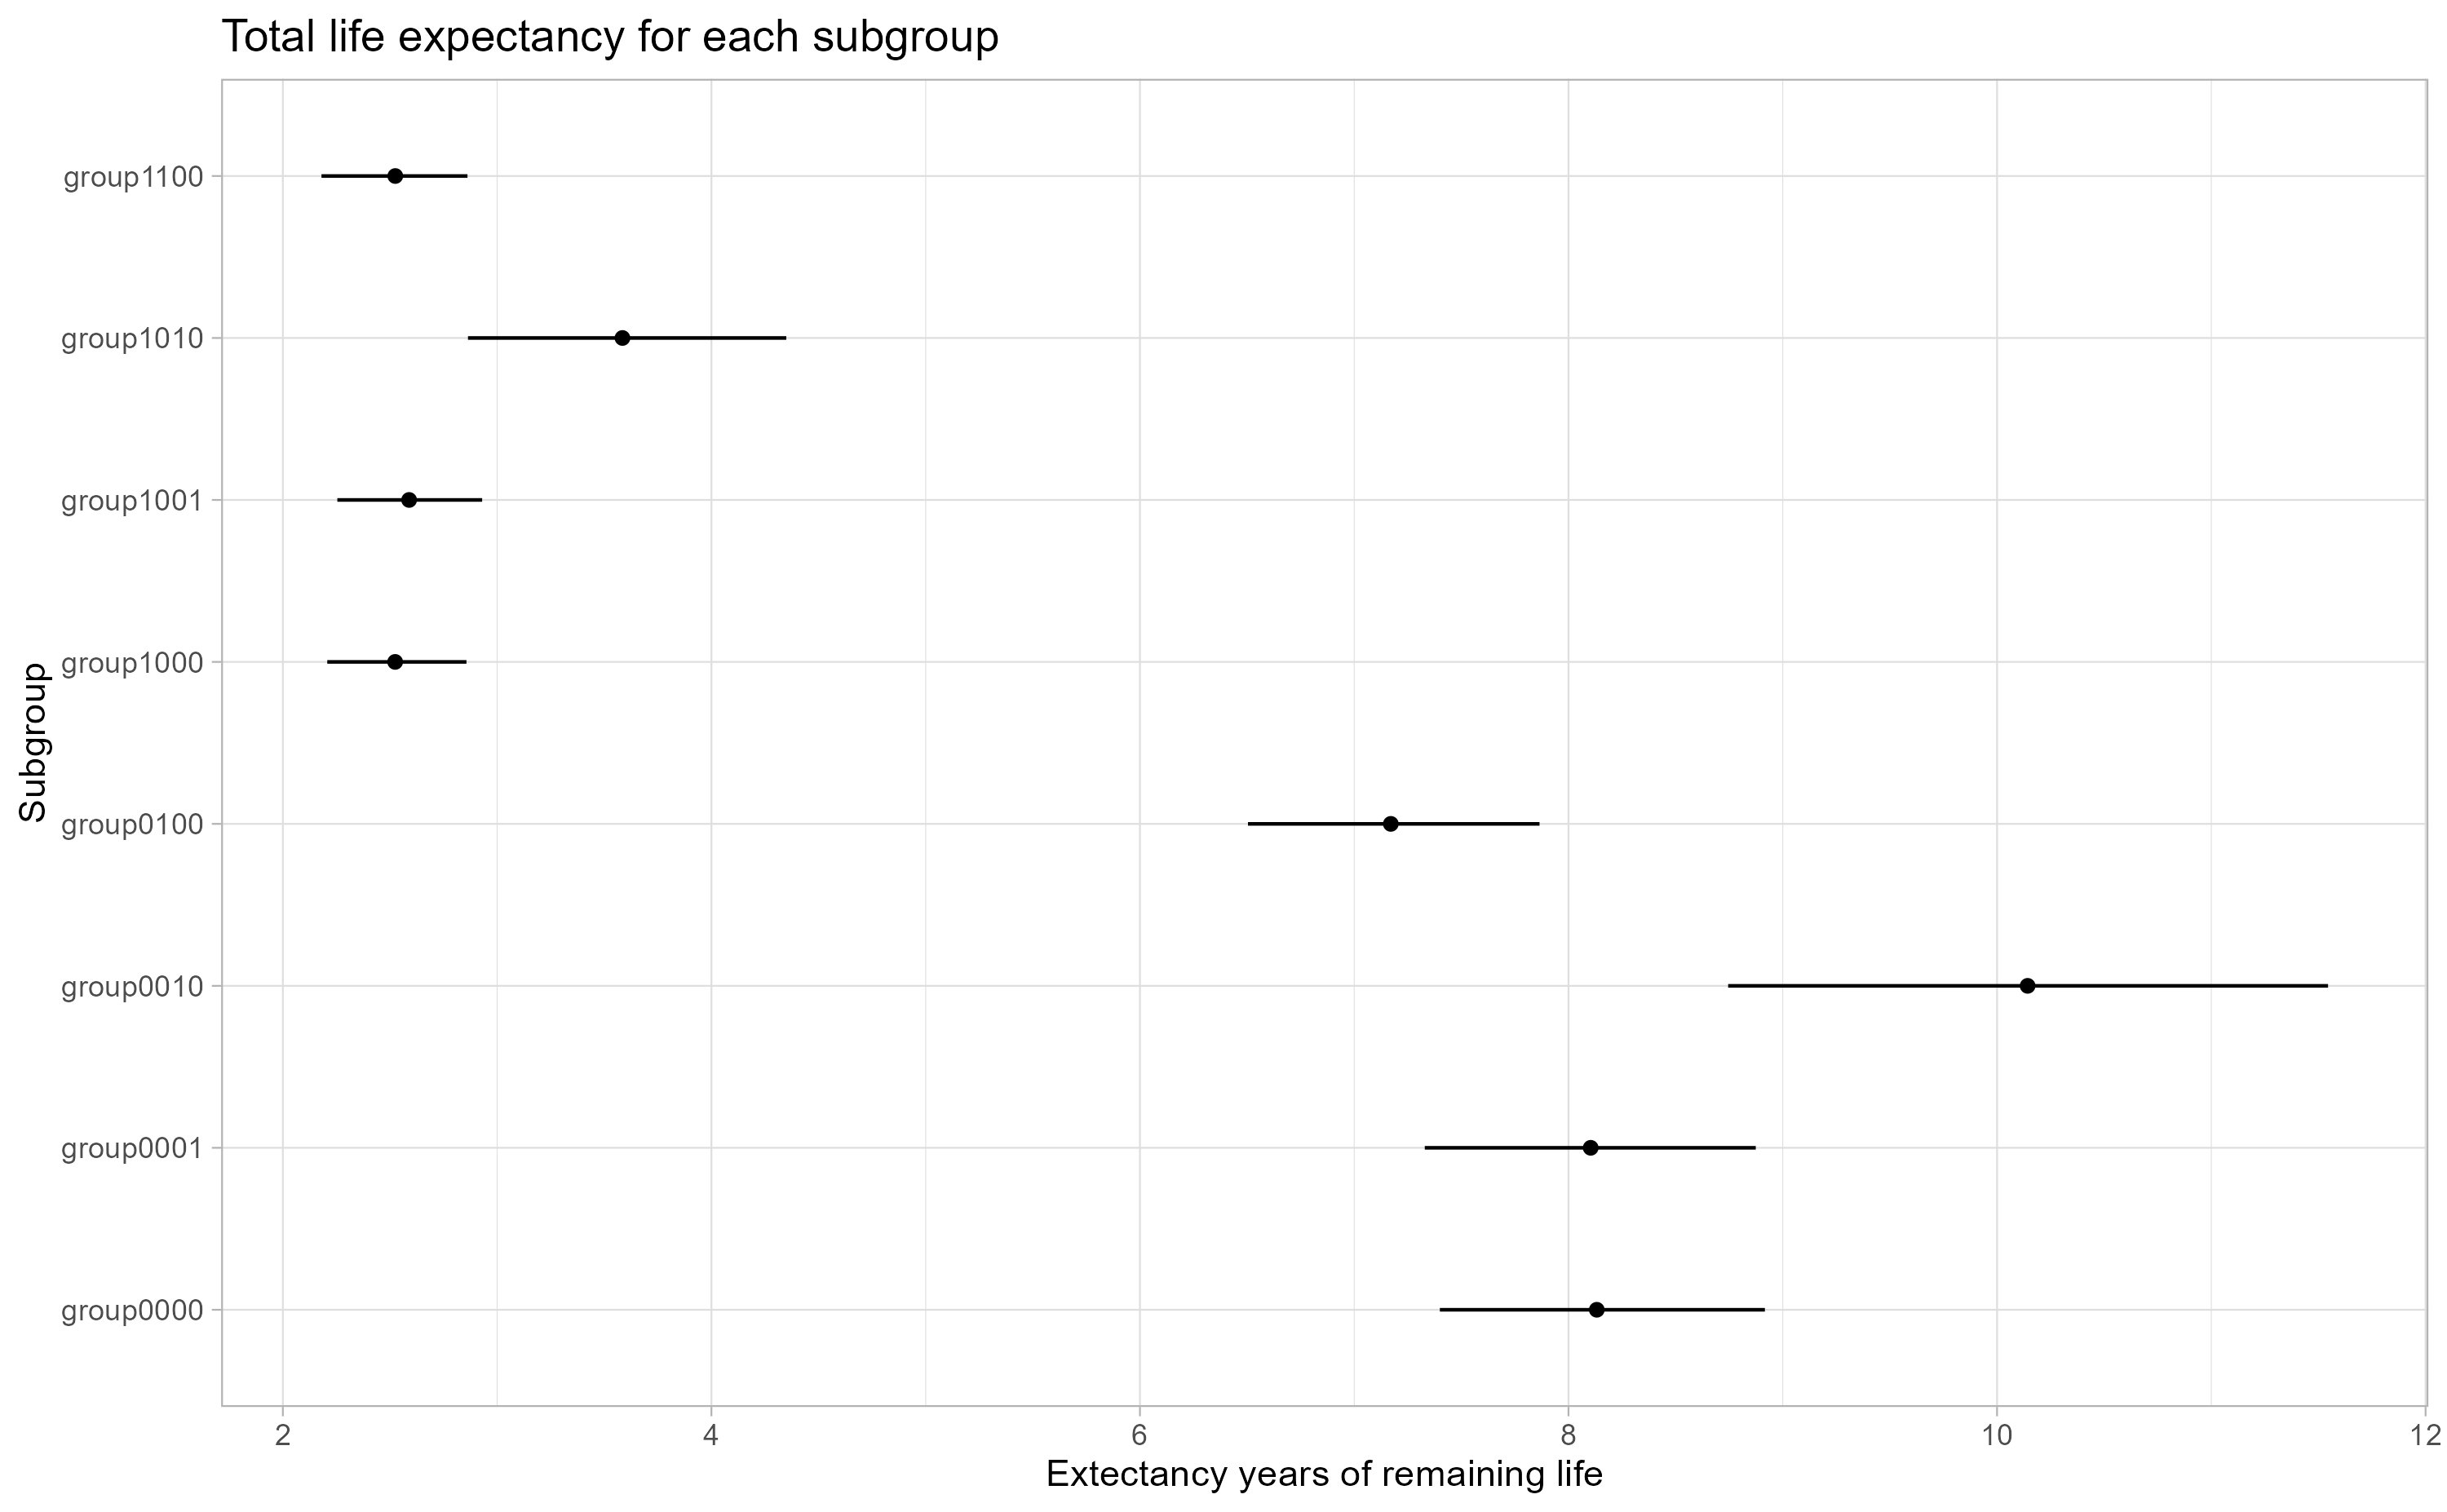 Total life expectancy for each subgroup
group1100
group1010
group1001
group1000
group0100
group0010
group0001
group0000
Subgroup
2 4 6 8 10 12
Extectancy years of remaining life